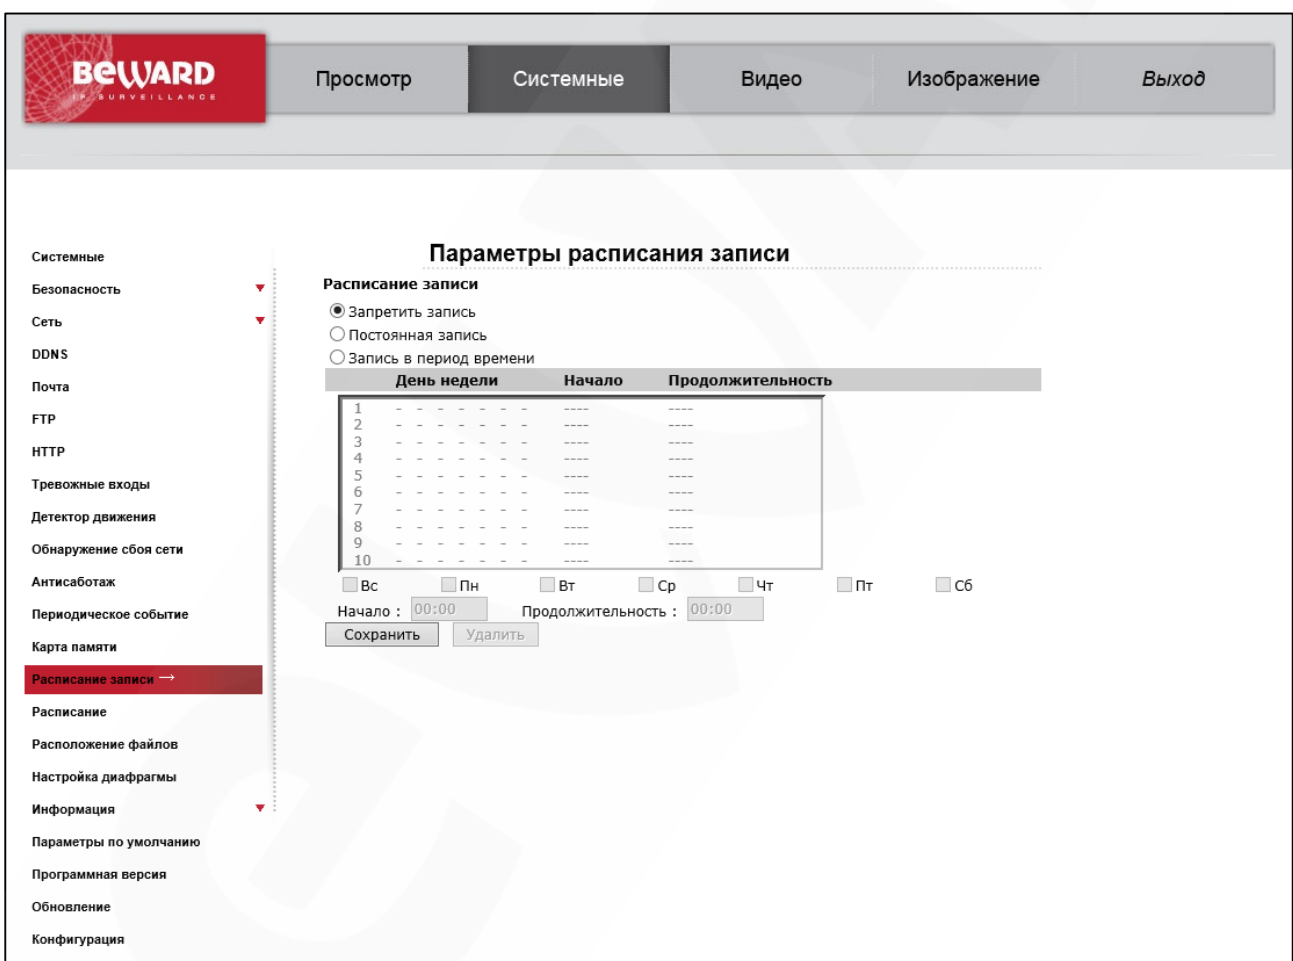 BEWARD
IP SURVEILLANCE
Просмотр Системные Видео Изображение Выход
Параметры расписания записи
Системные
Безопасность
Сеть
DDNS
Почта
FTP
HTTP
Тревожные входы
Детектор движения
Обнаружение сбоя сети
Антисаботаж
Периодическое событие
Карта памяти
Расписание записи →
Расписание
Расположение файлов
Настройка диафрагмы
Информация
Параметры по умолчанию
Программная версия
Обновление
Конфигурация
Расписание записи
Запретить запись
Постоянная запись
Запись в период времени
День недели Начало Продолжительность
1 - - - - - - - ---- ----
2 - - - - - - - ---- ----
3 - - - - - - - ---- ----
4 - - - - - - - ---- ----
5 - - - - - - - ---- ----
6 - - - - - - - ---- ----
7 - - - - - - - ---- ----
8 - - - - - - - ---- ----
9 - - - - - - - ---- ----
10 - - - - - - - ---- ----
Вс Пн Вт Ср Чт Пт Сб
Начало : 00:00 Продолжительность : 00:00
Сохранить Удалить